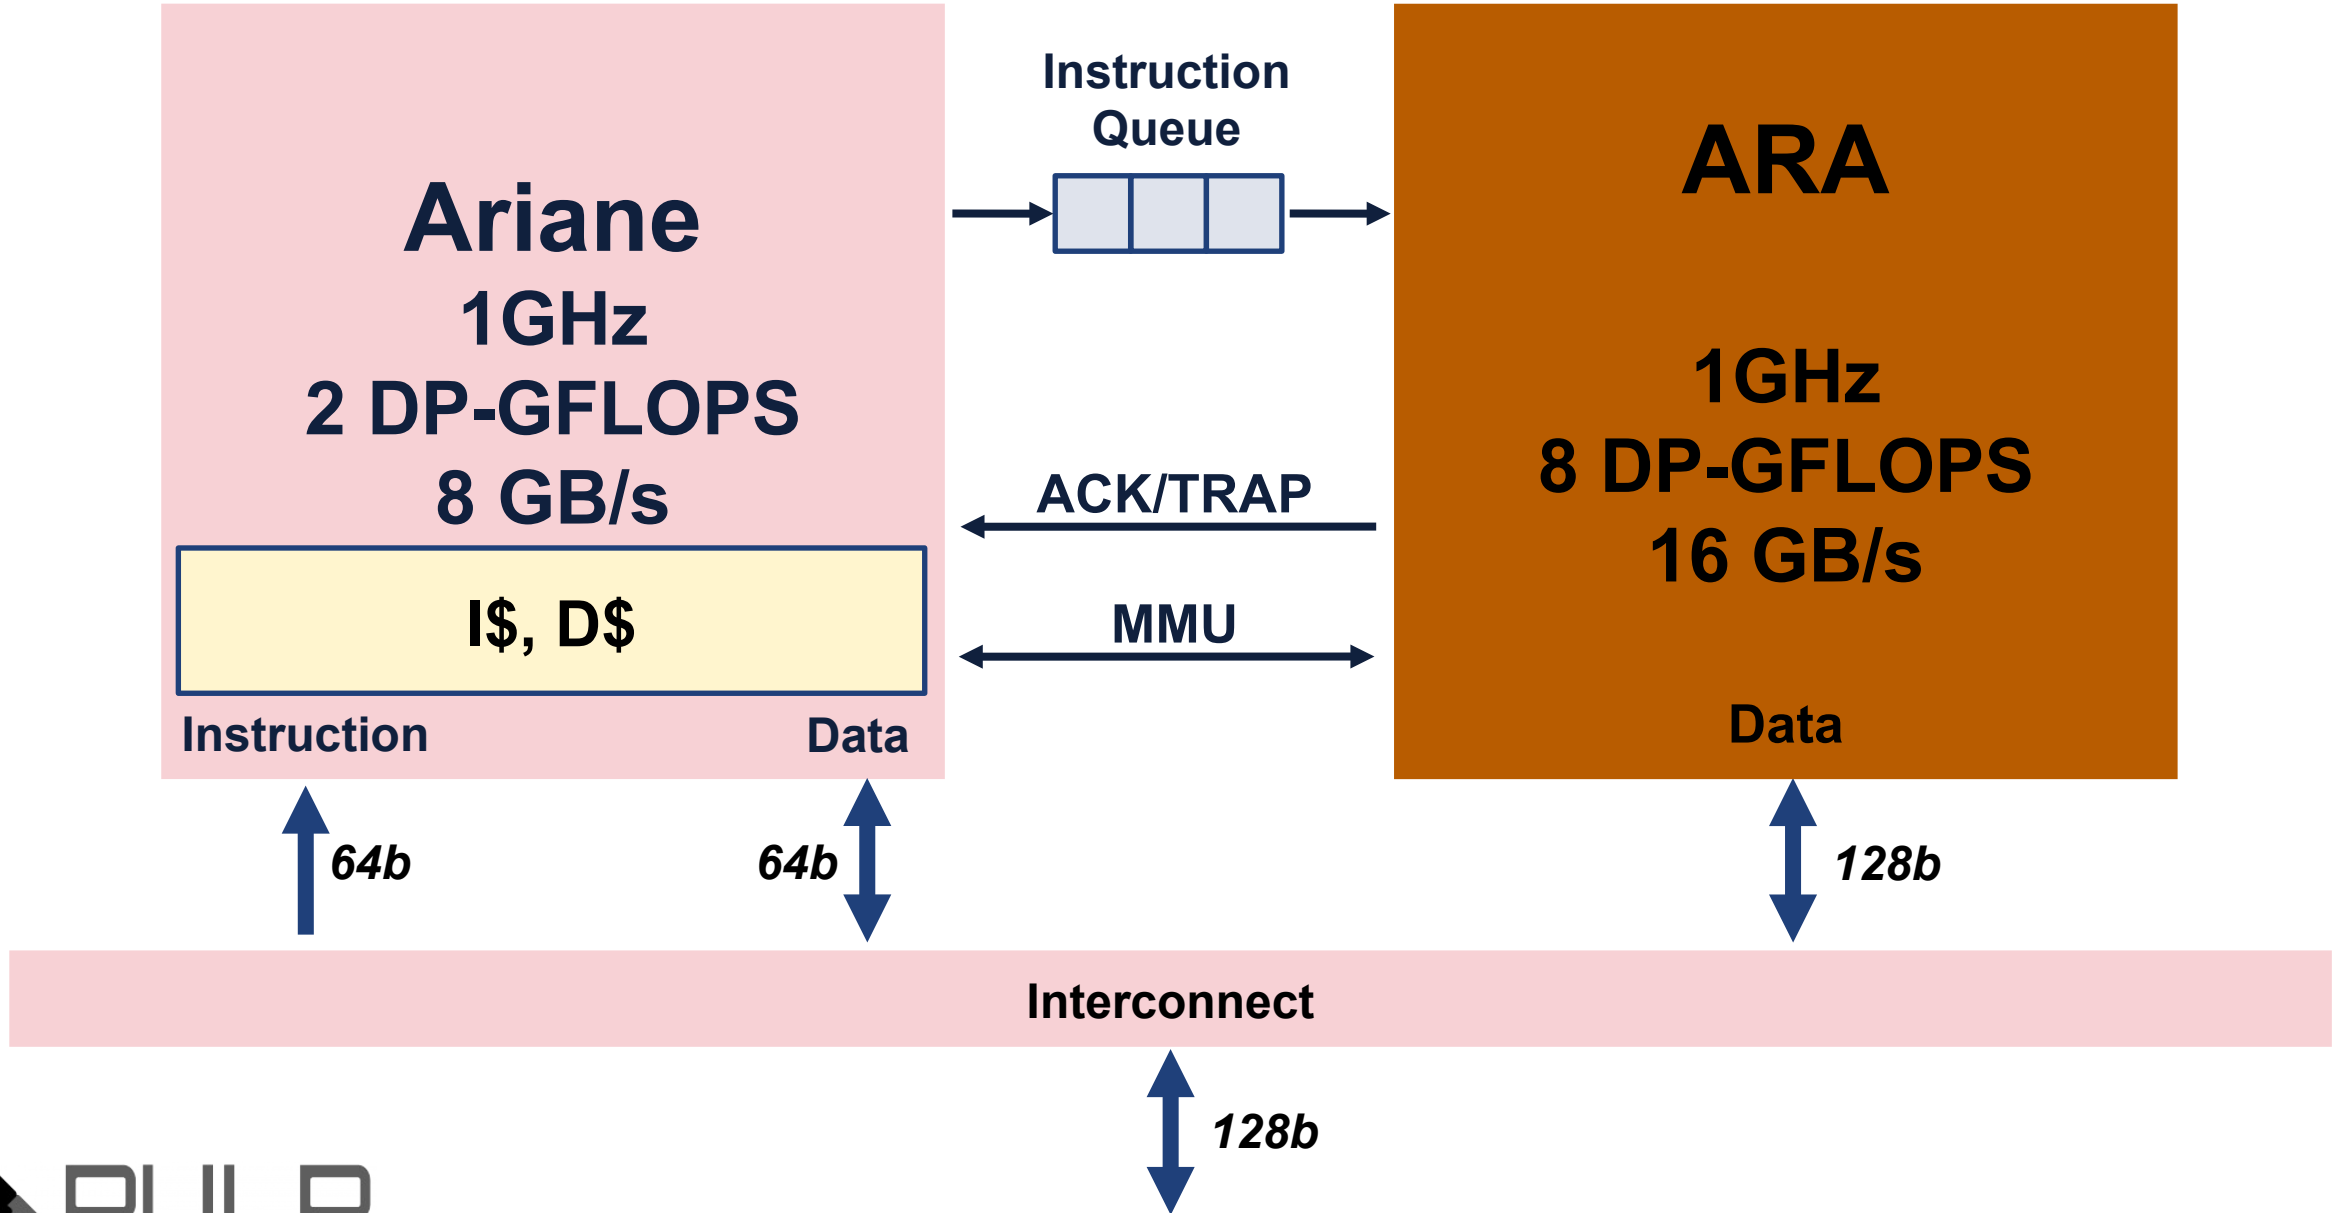 Ariane
1GHz
2 DP-GFLOPS
8 GB/s
I$, D$
Instruction
Data
Instruction
Queue
ACK/TRAP
MMU
ARA
1GHz
8 DP-GFLOPS
16 GB/s
Data
64b
64b
128b
Interconnect
128b